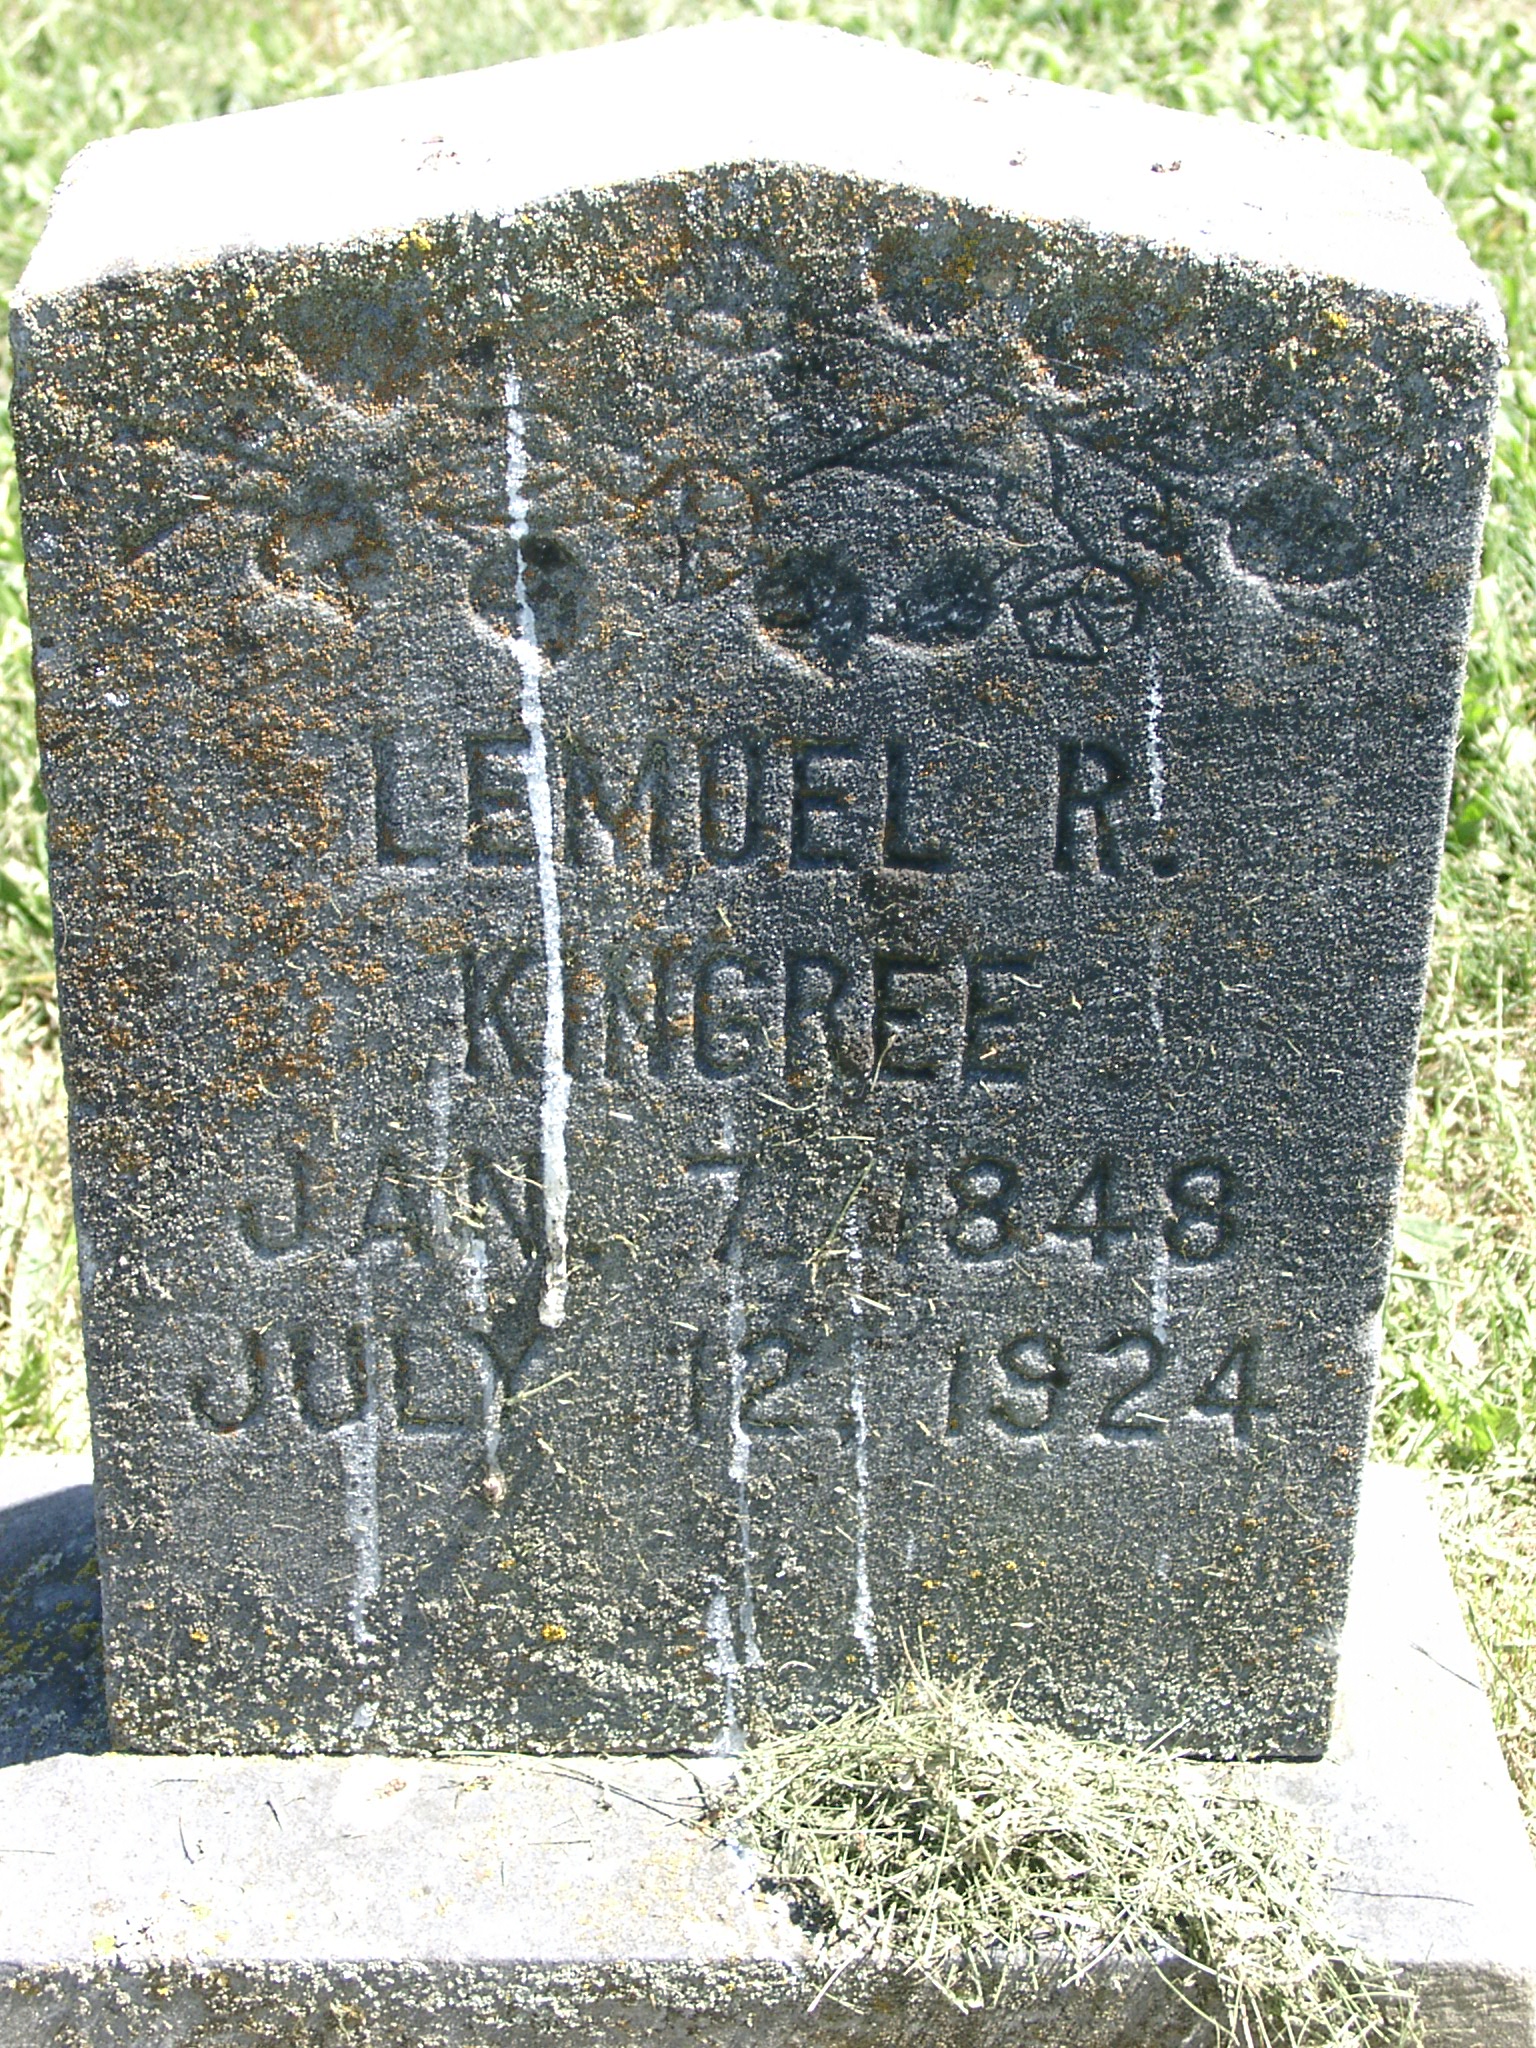 LEMUEL R.
KINGREE
JAN. 7, 1848
JULY 12, 1924